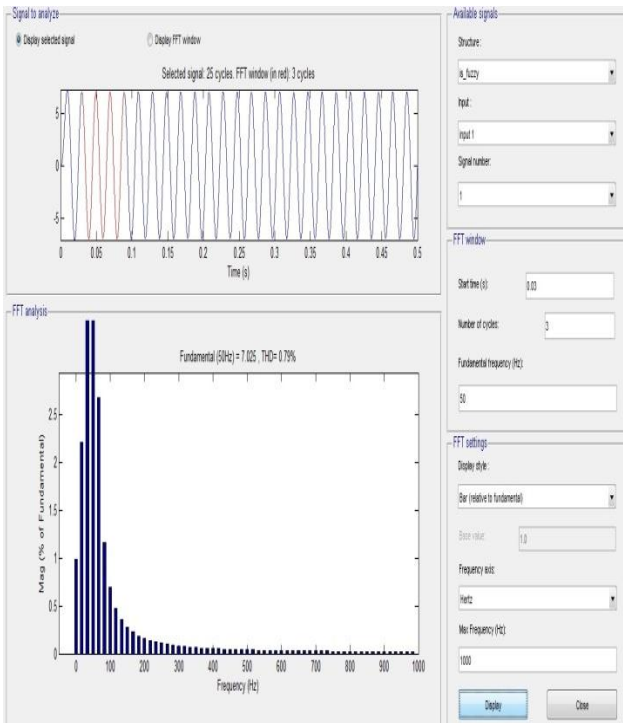 Signal to analyze
Display selected signal
Display FFT window
Selected signal: 25 cycles. FFT window (in red): 3 cycles
5
0
-5
0 0.05 0.1 0.15 0.2 0.25 0.3 0.35 0.4 0.45 0.5
Time (s)
FFT analysis
Fundamental (50Hz) = 7.025 , THD= 0.79%
Mag (% of Fundamental)
2.5
2
1.5
1
0.5
0
0 100 200 300 400 500 600 700 800 900 1000
Frequency (Hz)
Available signals
Structure :
is_fuzzy
Input :
input 1
Signal number:
1
FFT window
Start time (s):
0.03
Number of cycles:
3
Fundamental frequency (Hz):
50
FFT settings
Display style :
Bar (relative to fundamental)
Base value:
1.0
Frequency axis:
Hertz
Max Frequency (Hz):
1000
Display
Close